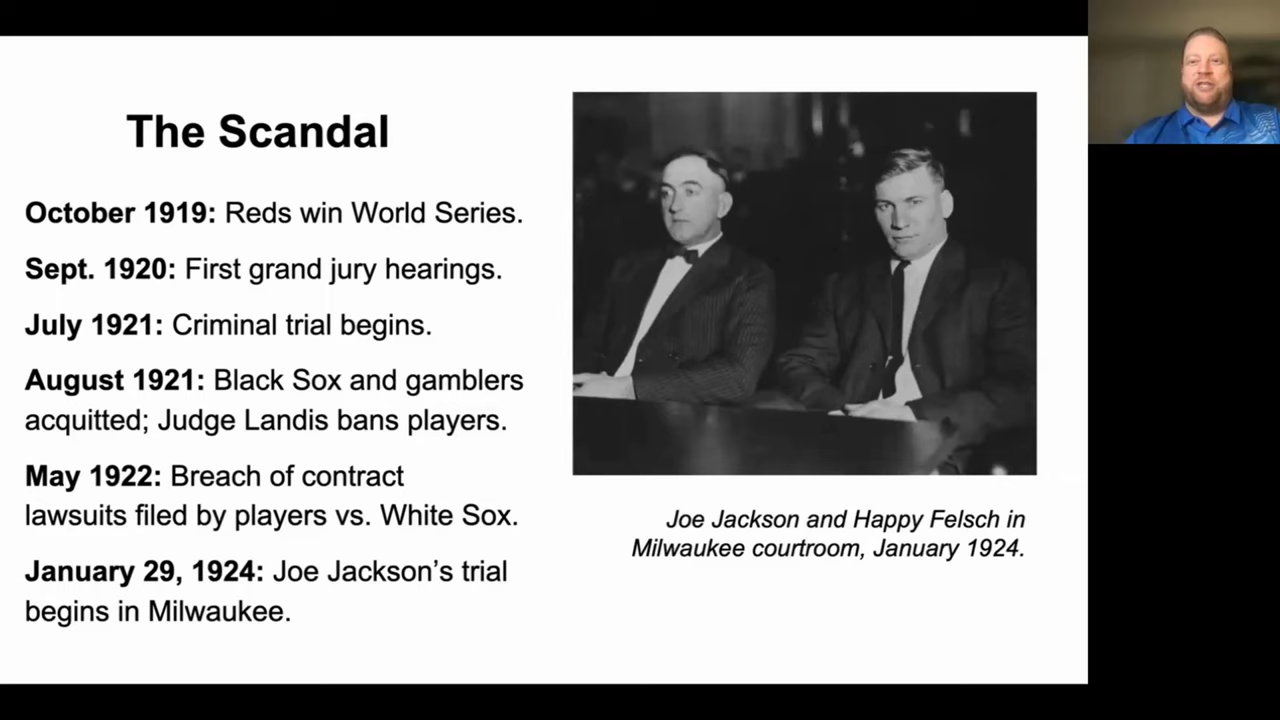 The Scandal
October 1919: Reds win World Series.
Sept. 1920: First grand jury hearings.
July 1921: Criminal trial begins.
August 1921: Black Sox and gamblers
acquitted; Judge Landis bans players.
May 1922: Breach of contract
lawsuits filed by players vs. White Sox.
January 29, 1924: Joe Jackson’s trial
begins in Milwaukee.
Joe Jackson and Happy Felsch in
Milwaukee courtroom, January 1924.